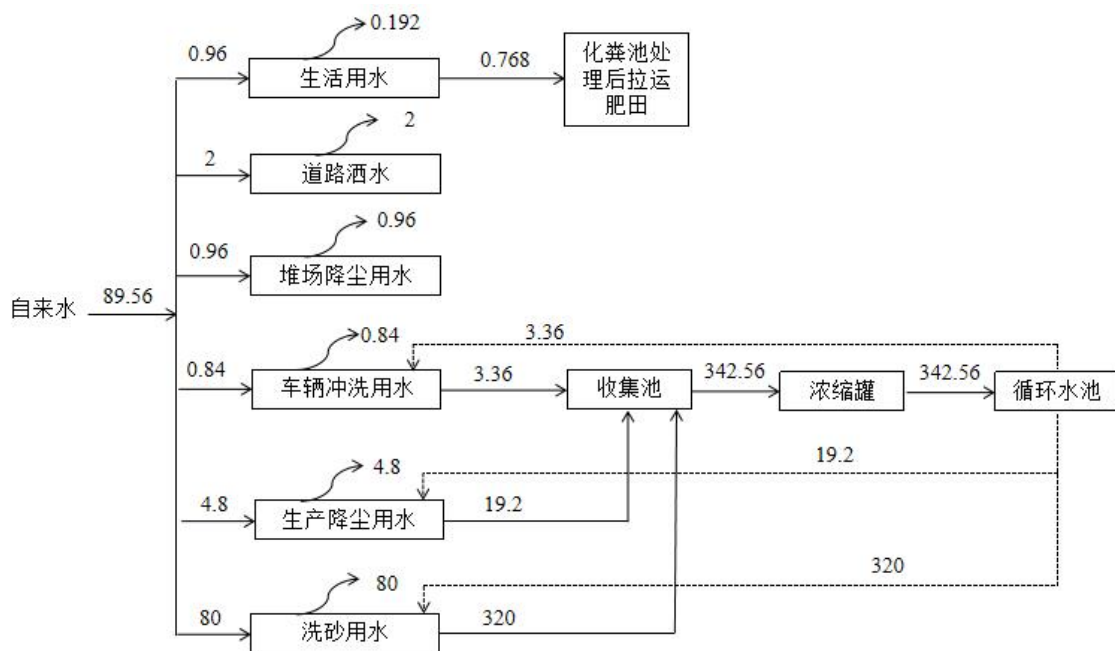 0.192
0.96
生活用水
0.768
化粪池处
理后拉运
肥田
2
2
道路洒水
0.96
0.96
堆场降尘用水
自来水
89.56
0.84
3.36
0.84
车辆冲洗用水
3.36
收集池
342.56
浓缩罐
342.56
循环水池
4.8
19.2
4.8
生产降尘用水
19.2
80
320
80
洗砂用水
320